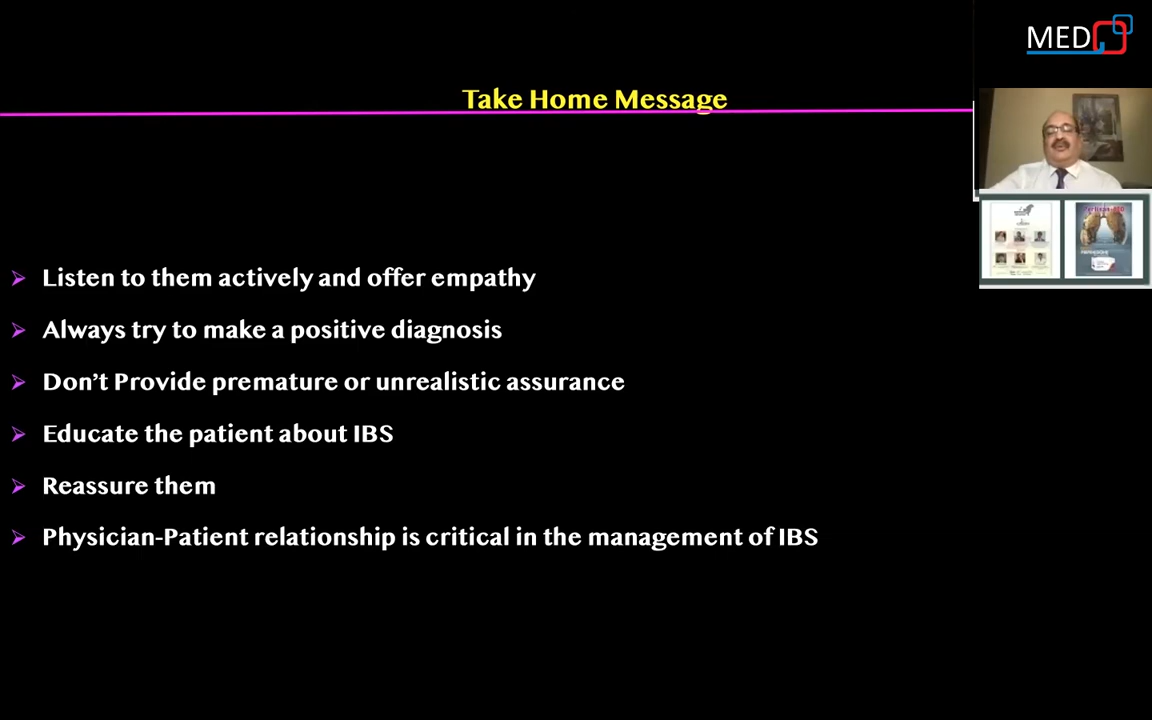 MED
Take Home Message
Listen to them actively and offer empathy
Always try to make a positive diagnosis
Don't Provide premature or unrealistic assurance
Educate the patient about IBS
Reassure them
Physician-Patient relationship is critical in the management of IBS